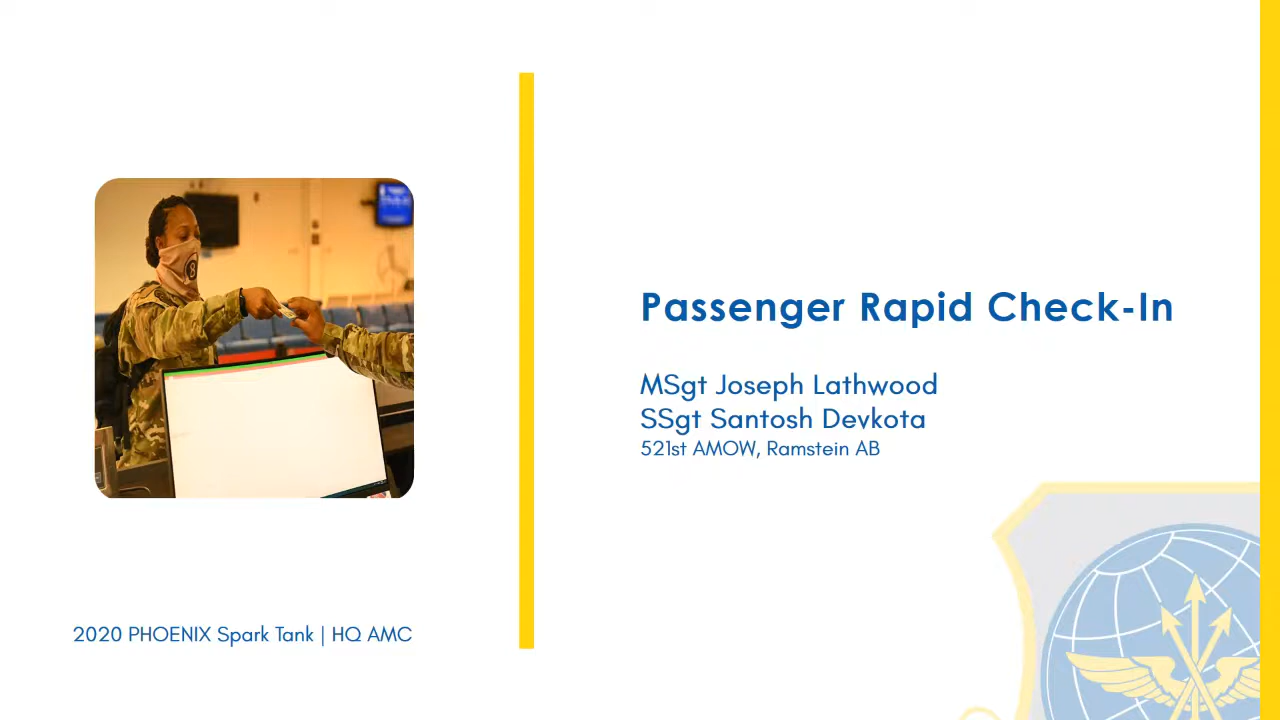 Passenger Rapid Check-In
MSgt Joseph Lathwood
SSgt Santosh Devkota
521st AMOW, Ramstein AB
2020 PHOENIX Spark Tank | HQ AMC